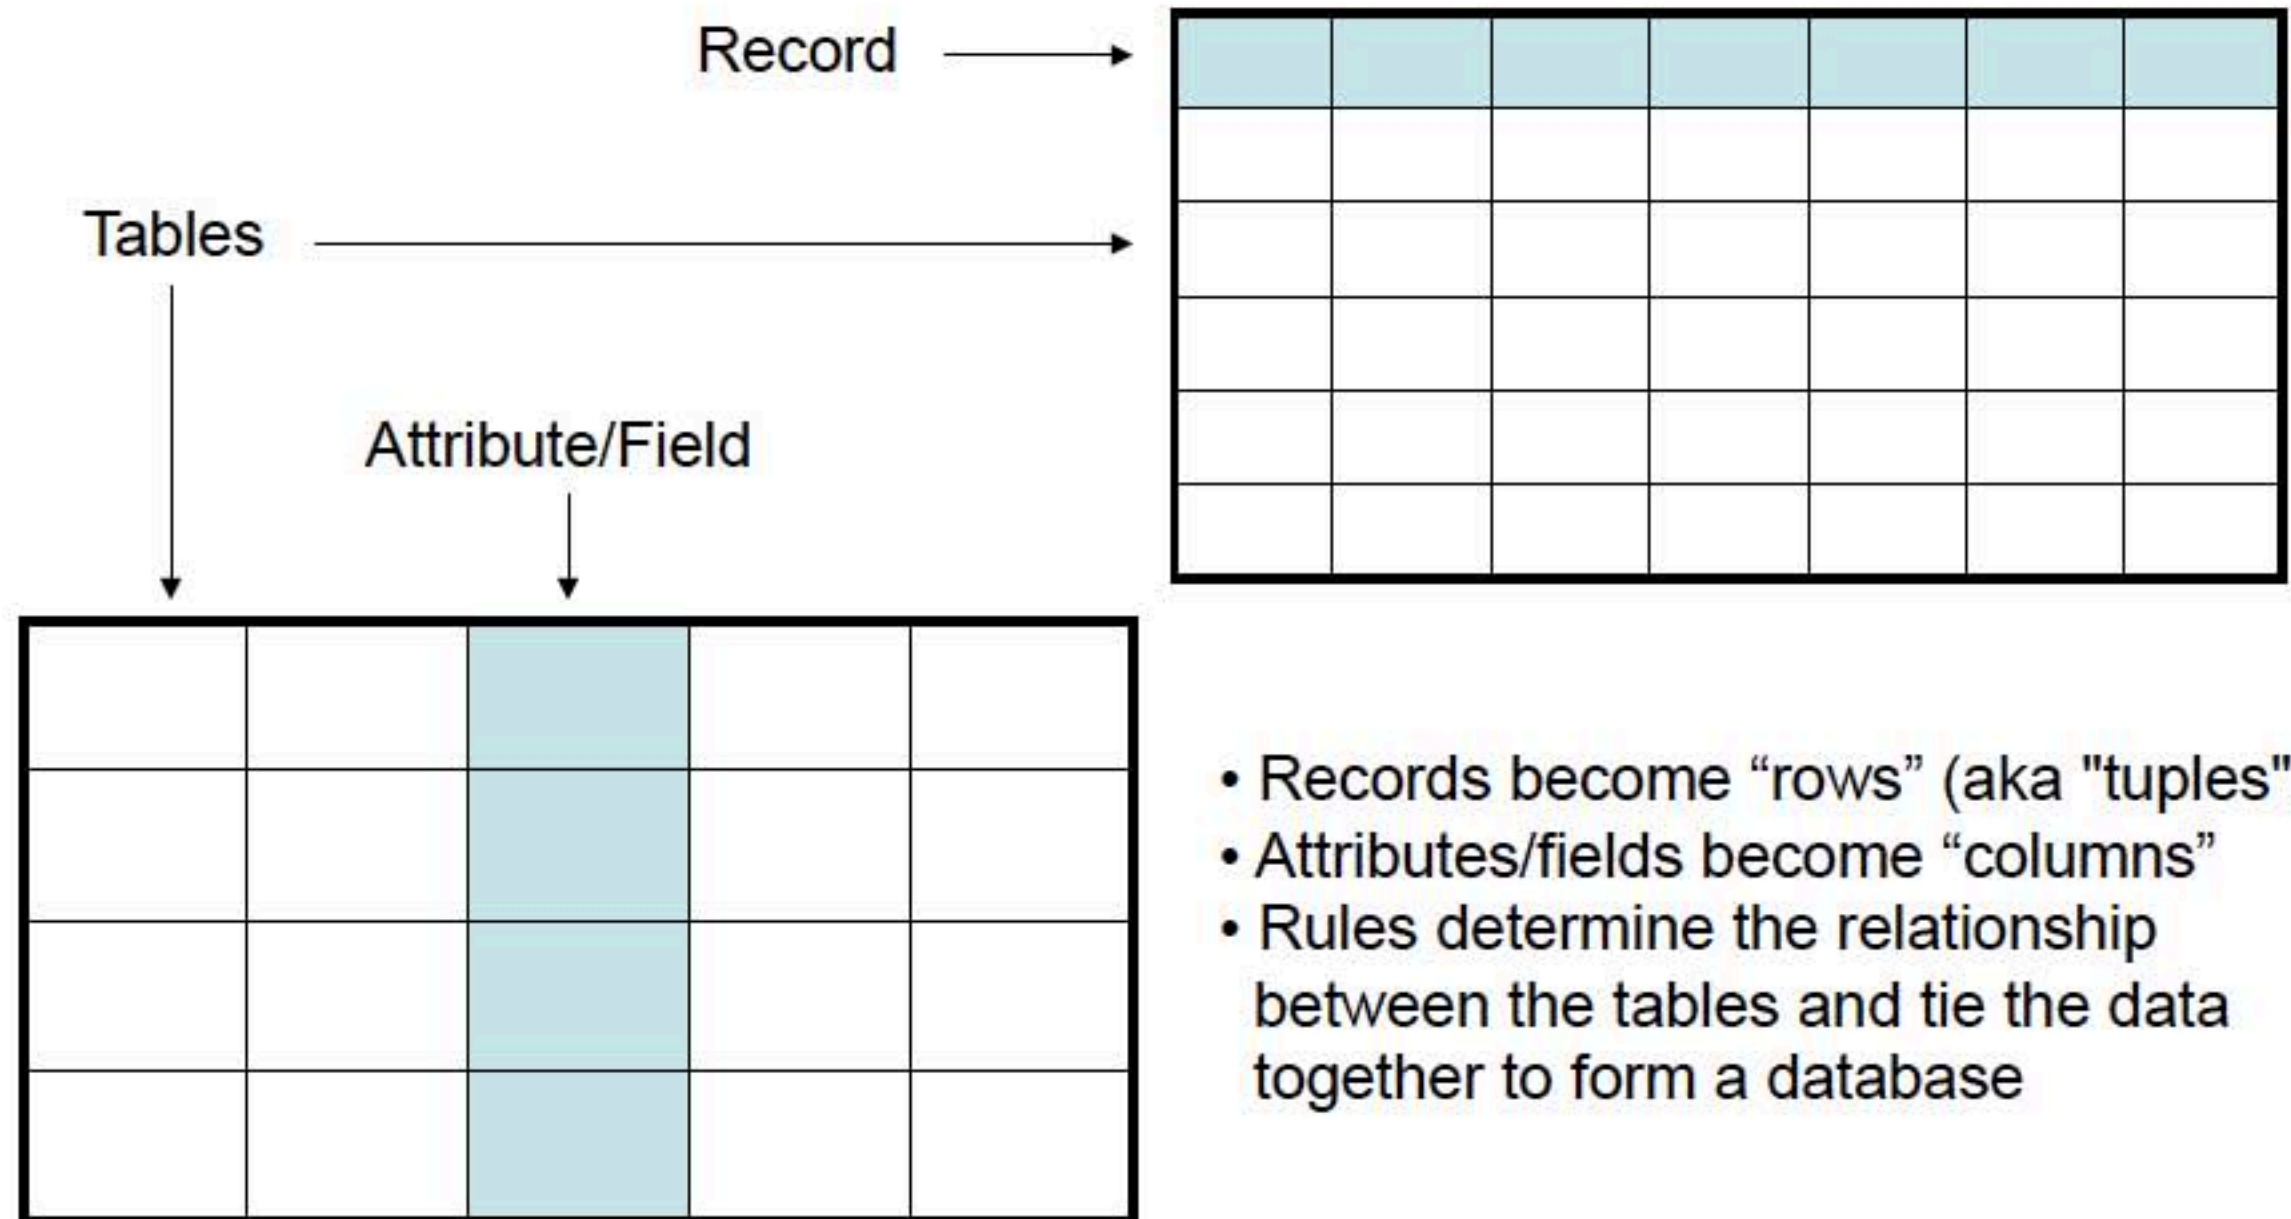 Record
Tables
Attribute/Field
• Records become “rows” (aka "tuples"
• Attributes/fields become “columns”
• Rules determine the relationship
between the tables and tie the data
together to form a database